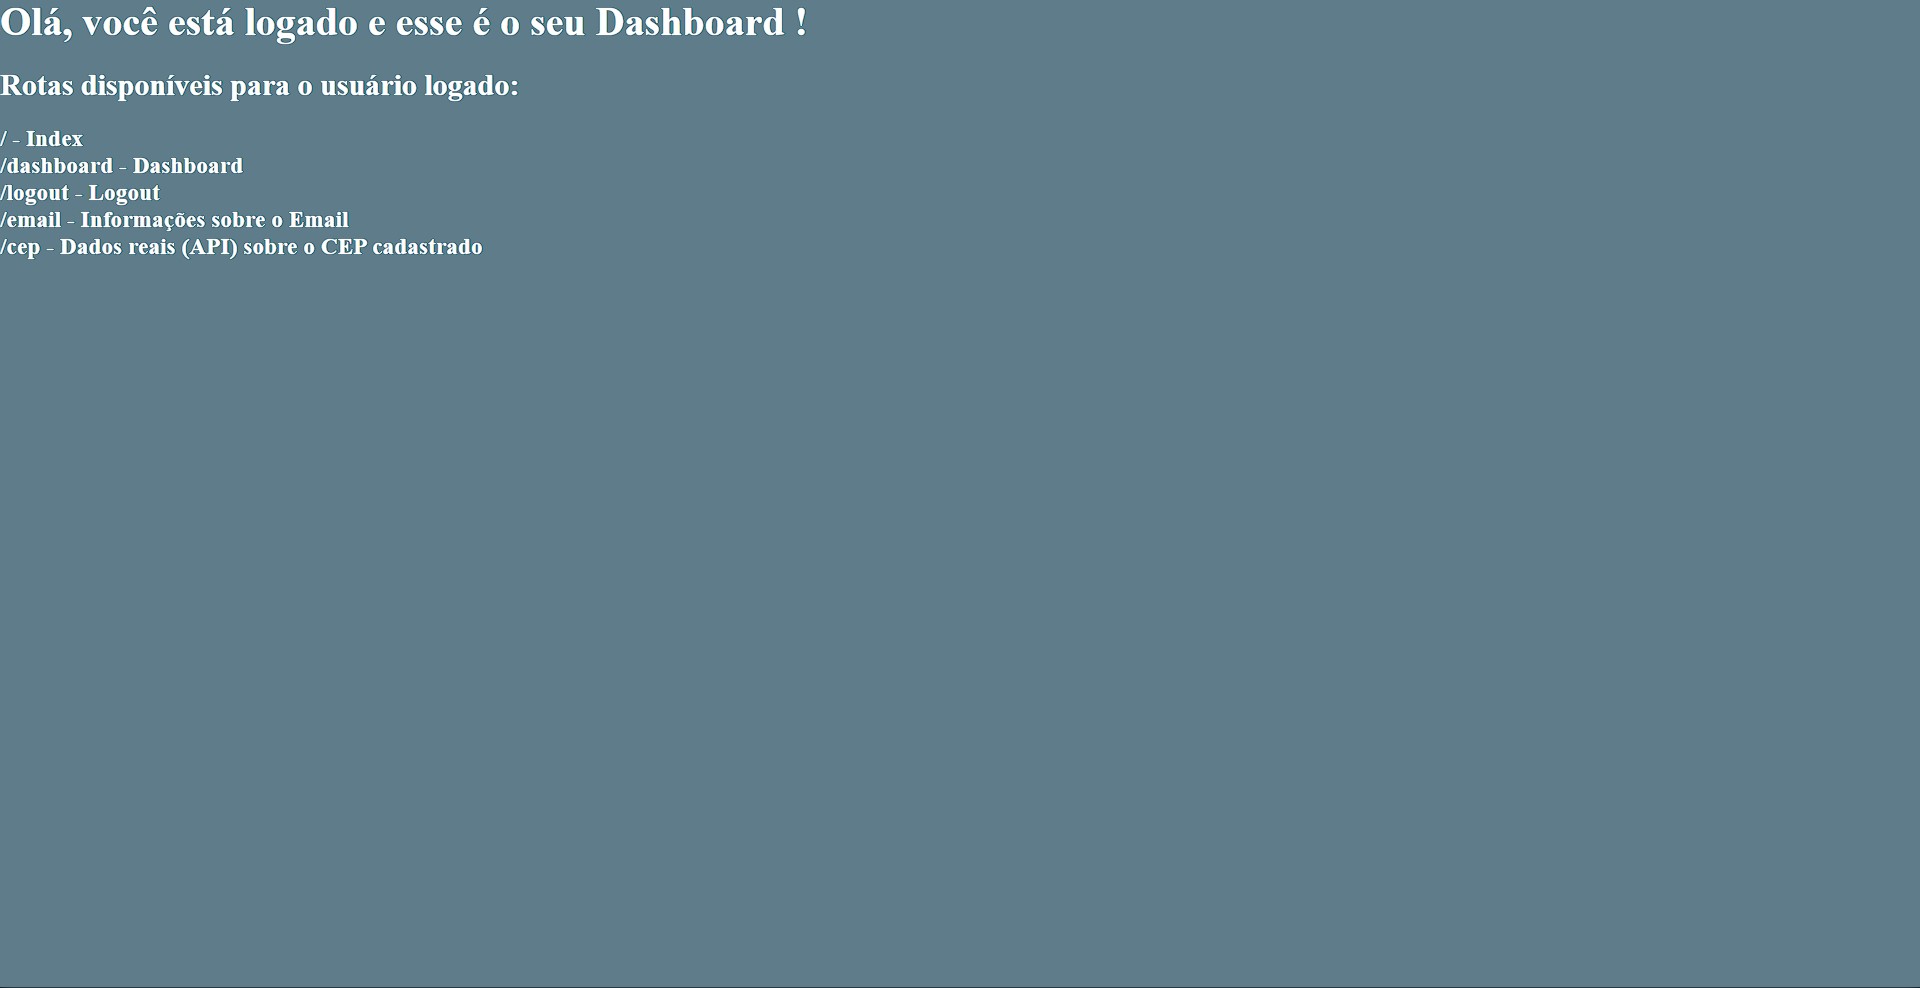 Olá, você está logado e esse é o seu Dashboard !
Rotas disponíveis para o usuário logado:
/ - Index
/dashboard - Dashboard
/logout - Logout
/email - Informações sobre o Email
/cep - Dados reais (API) sobre o CEP cadastrado